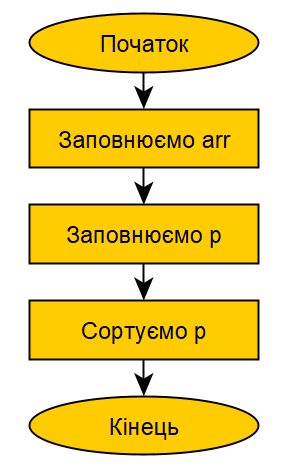 Початок
Заповнюємо arr
Заповнюємо p
Сортуємо p
Кінець